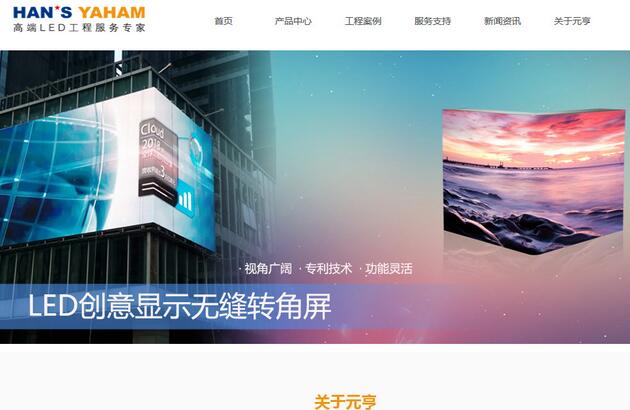 HAN'S YAHAM
高端LED工程服务专家
首页 产品中心 工程案例 服务支持 新闻资讯 关于元亨
Cloud
2018
· 视角广阔 · 专利技术 · 功能灵活
LED创意显示无缝转角屏
关于元亨